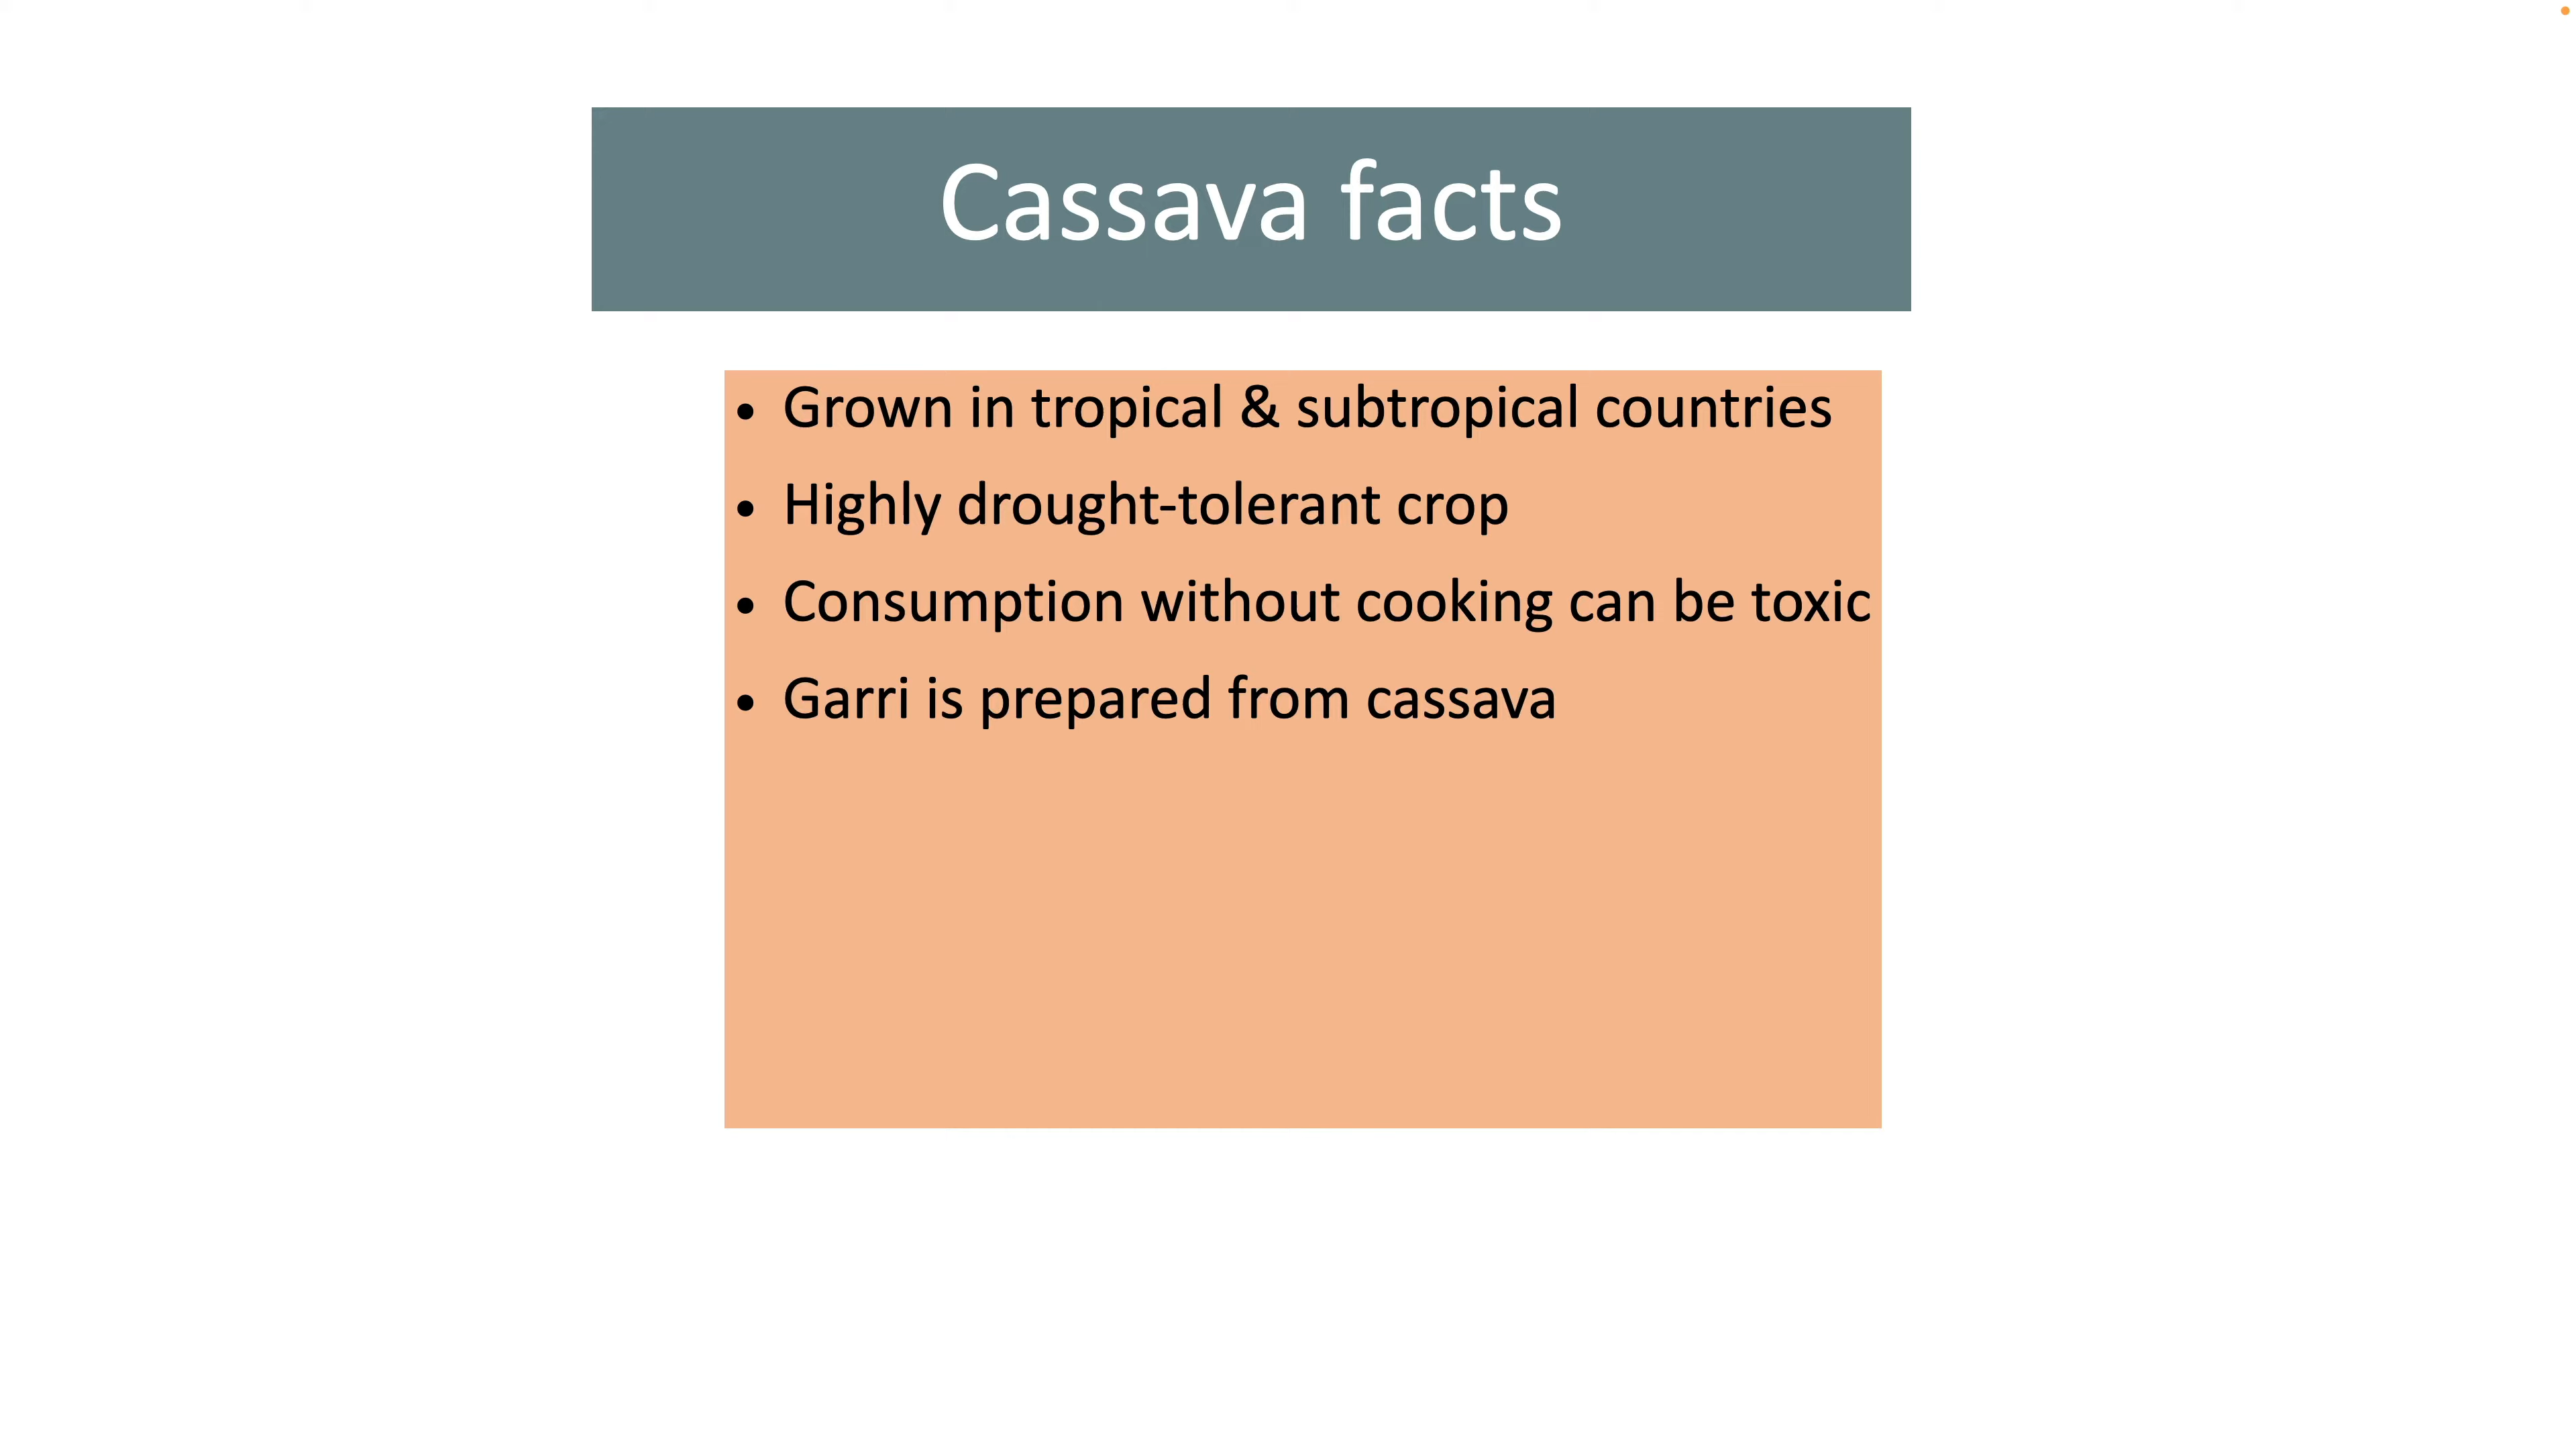 Cassava facts
• Grown in tropical & subtropical countries
• Highly drought-tolerant crop
• Consumption without cooking can be toxic
• Garri is prepared from cassava